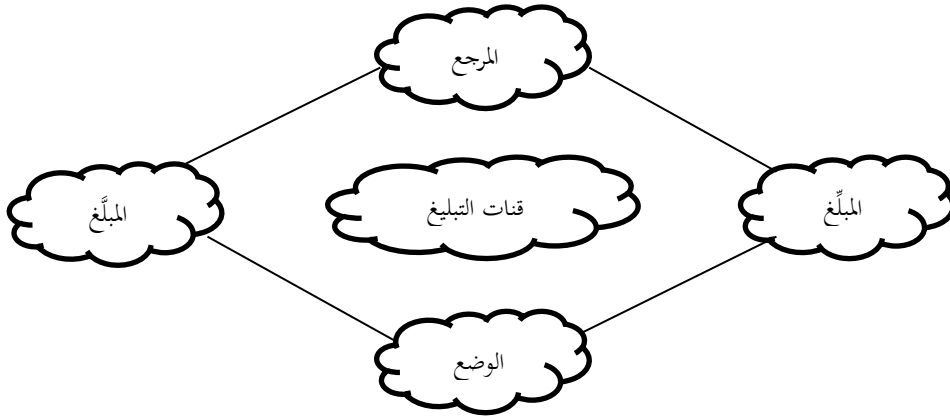 المرجع
المبلِّغ
قنات التبليغ
المبلَّغ
الوضع